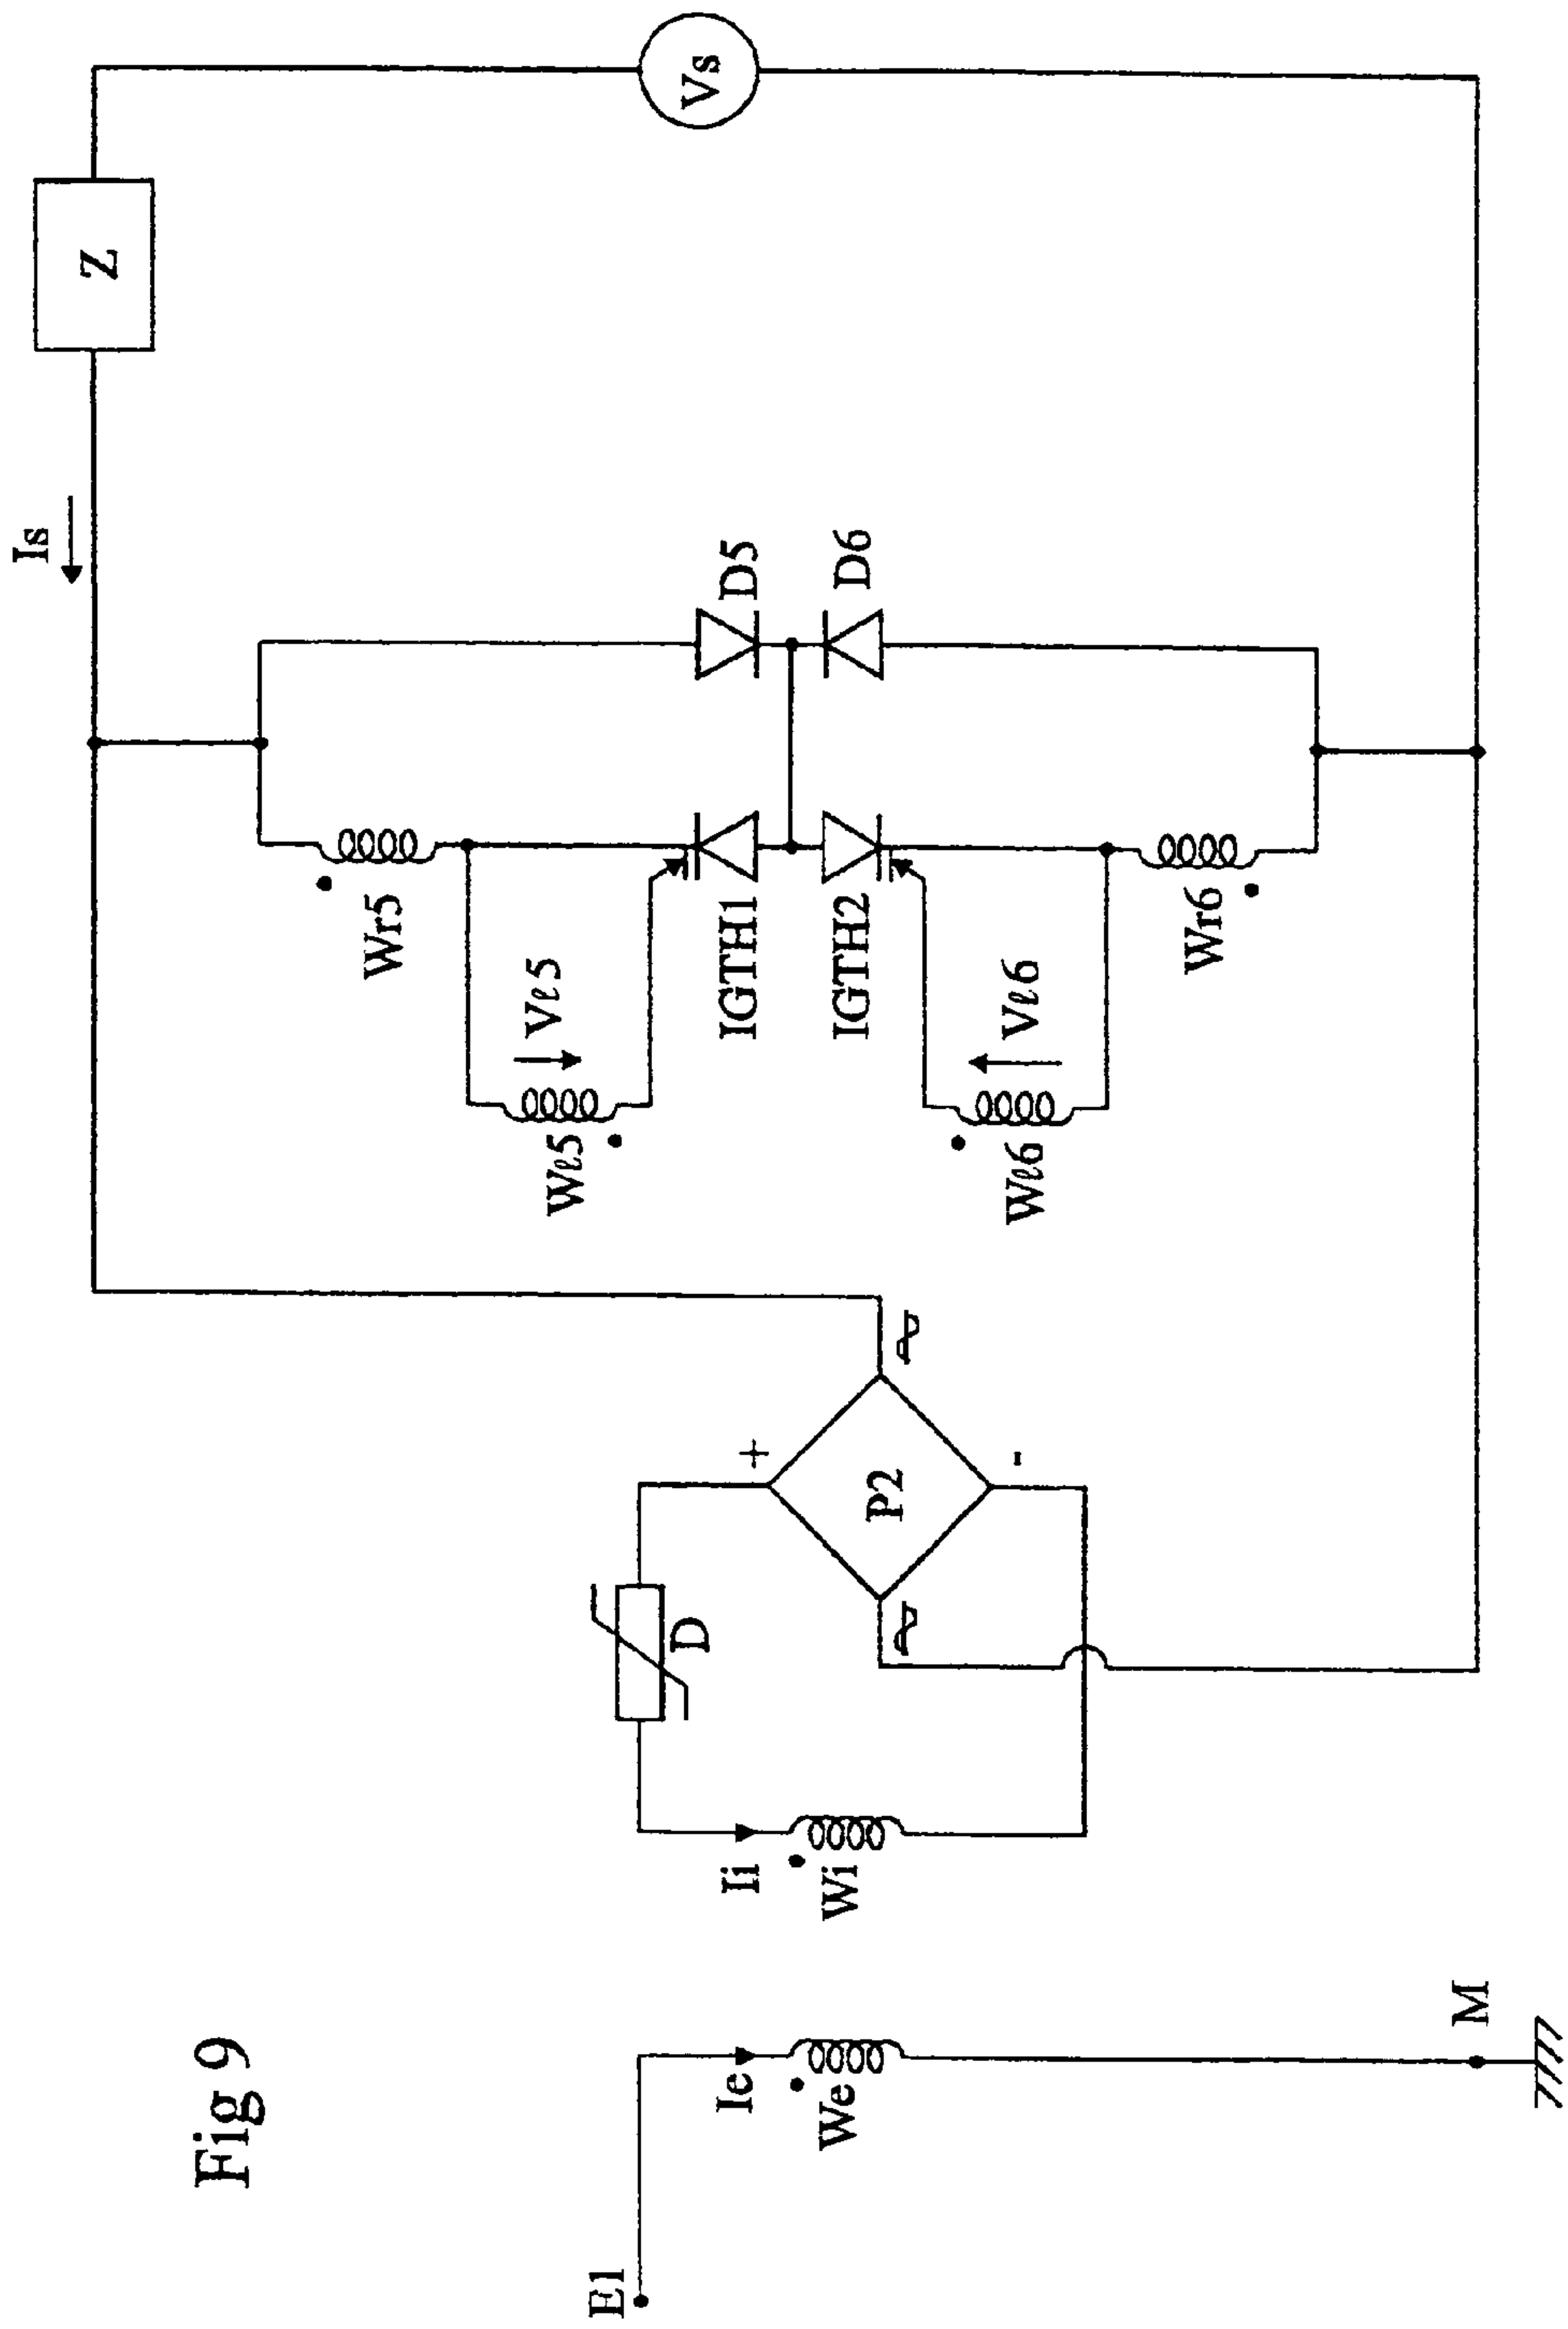 Fig 9
E1
Ie
We
M
Ii
Wi
D
+
P2
-
Wℓ5
Vℓ5
Wℓ6
Vℓ6
Wr5
IGTH1
IGTH2
Wr6
D5
D6
Is
Z
Vs